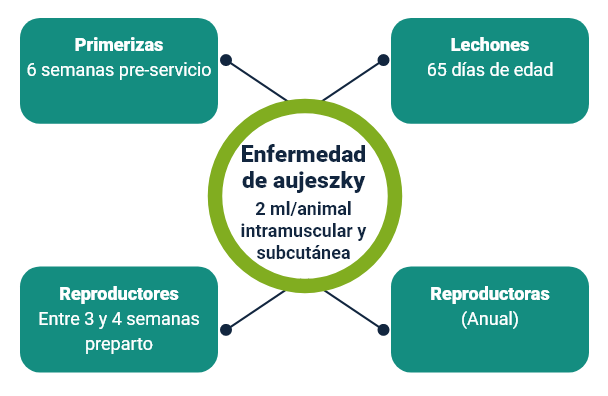 Primerizas
6 semanas pre-servicio
Lechones
65 días de edad
Enfermedad
de aujeszky
2 ml/animal
intramuscular y
subcutánea
Reproductores
Entre 3 y 4 semanas
preparto
Reproductoras
(Anual)